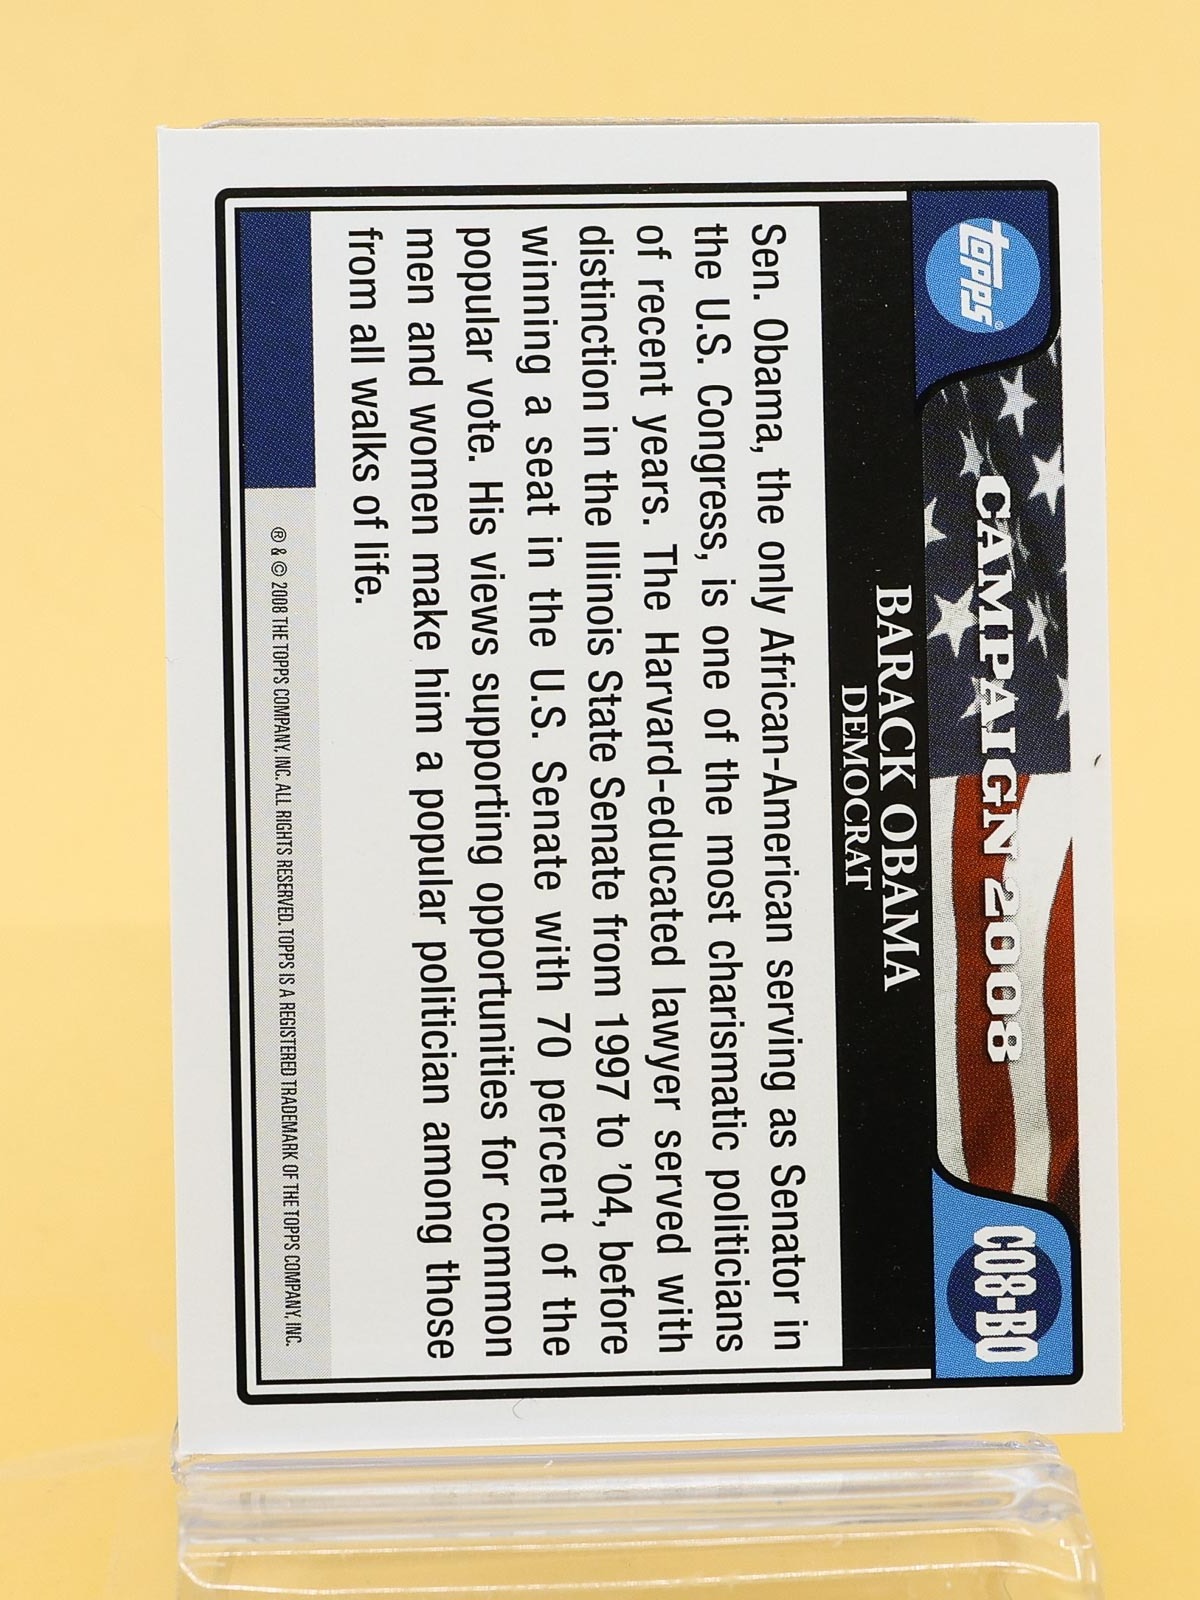 topps®
CAMPAIGN 2008
C08-BO
BARACK OBAMA
DEMOCRAT
Sen. Obama, the only African-American serving as Senator in
the U.S. Congress, is one of the most charismatic politicians
of recent years. The Harvard-educated lawyer served with
distinction in the Illinois State Senate from 1997 to '04, before
winning a seat in the U.S. Senate with 70 percent of the
popular vote. His views supporting opportunities for common
men and women make him a popular politician among those
from all walks of life.
® & © 2008 THE TOPPS COMPANY, INC. ALL RIGHTS RESERVED. TOPPS IS A REGISTERED TRADEMARK OF THE TOPPS COMPANY, INC.